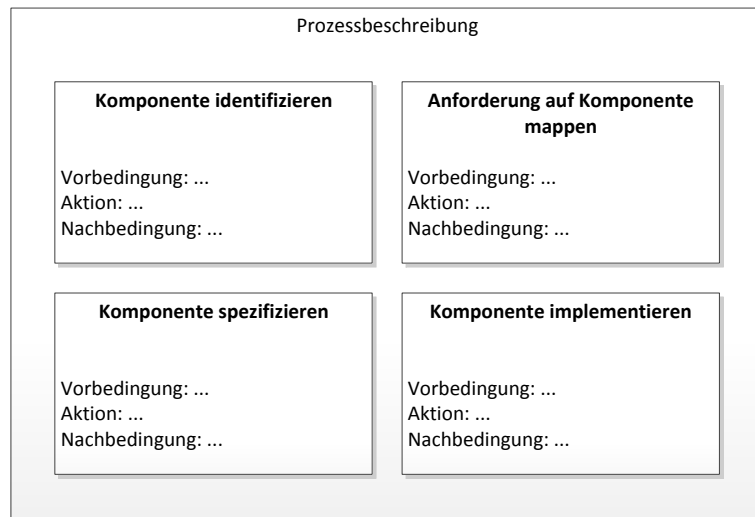 Prozessbeschreibung
Komponente identifizieren
Vorbedingung: ...
Aktion: ...
Nachbedingung: ...
Anforderung auf Komponente
mappen
Vorbedingung: ...
Aktion: ...
Nachbedingung: ...
Komponente spezifizieren
Vorbedingung: ...
Aktion: ...
Nachbedingung: ...
Komponente implementieren
Vorbedingung: ...
Aktion: ...
Nachbedingung: ...